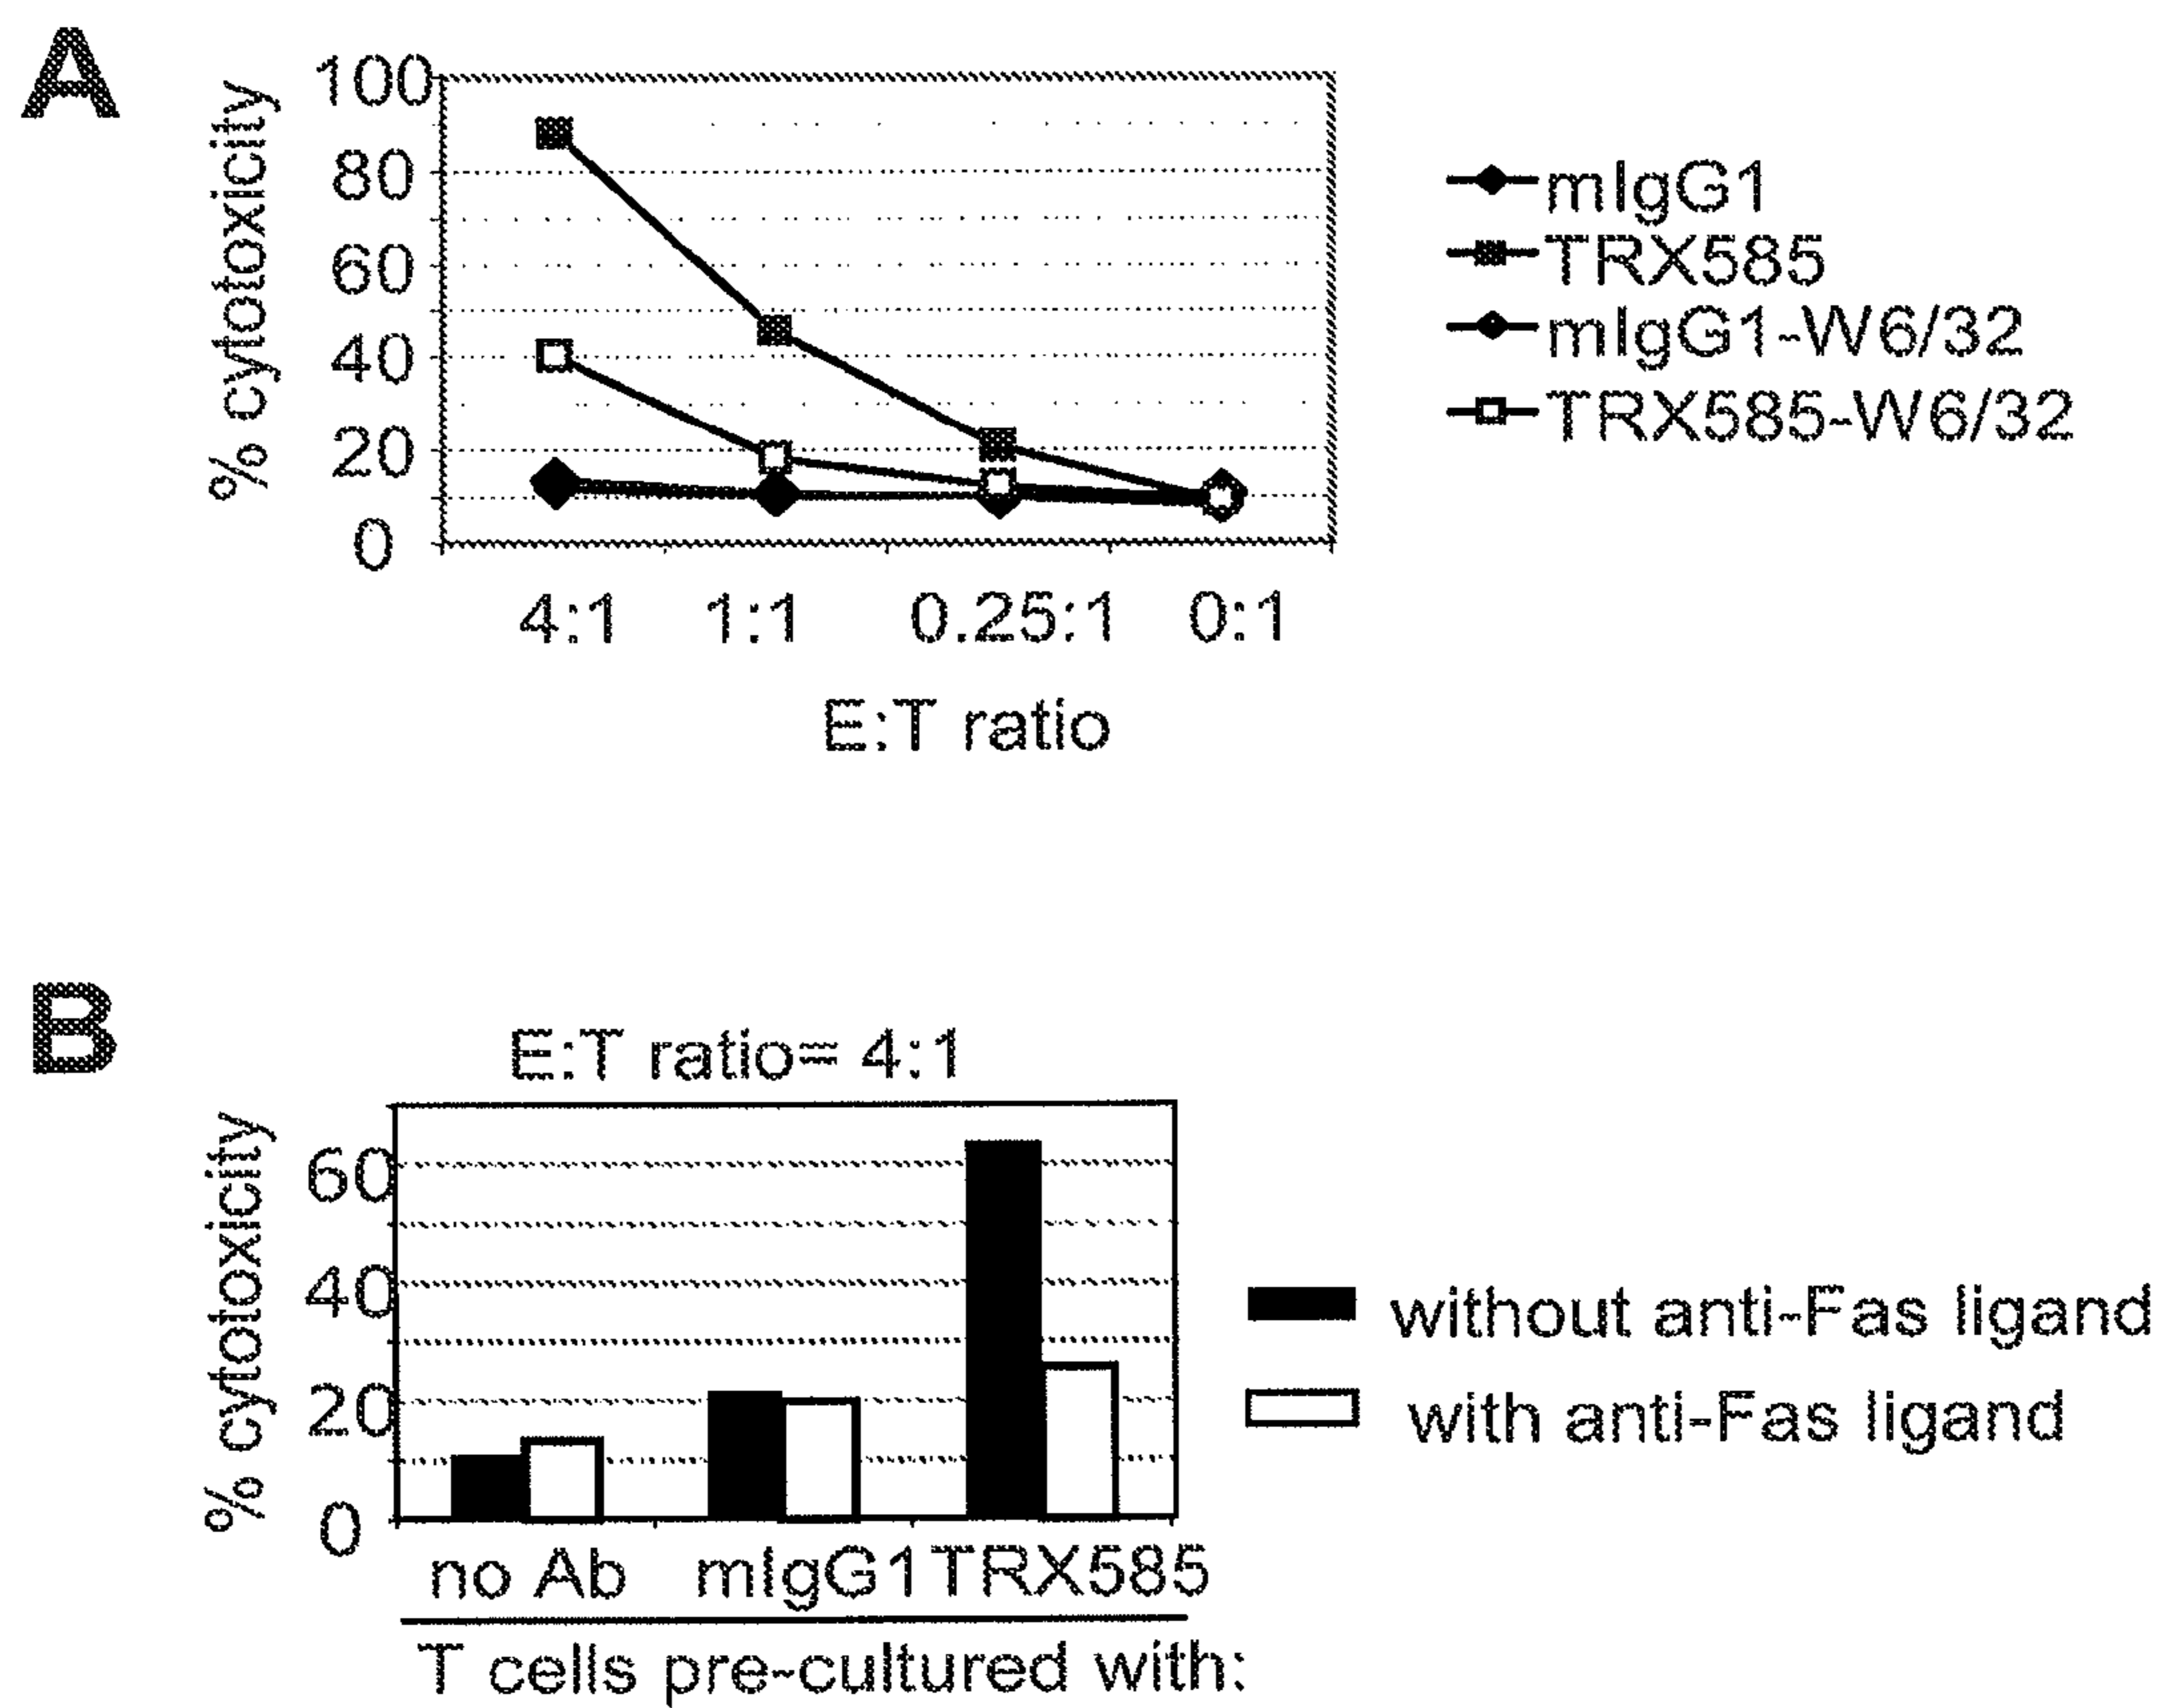 A
% cytotoxicity
100
80
60
40
20
0
4:1 1:1 0.25:1 0:1
E:T ratio
mIgG1
TRX585
mIgG1-W6/32
TRX585-W6/32
B
E:T ratio= 4:1
% cytotoxicity
60
40
20
0
no Ab mIgG1 TRX585
T cells pre-cultured with:
without anti-Fas ligand
with anti-Fas ligand